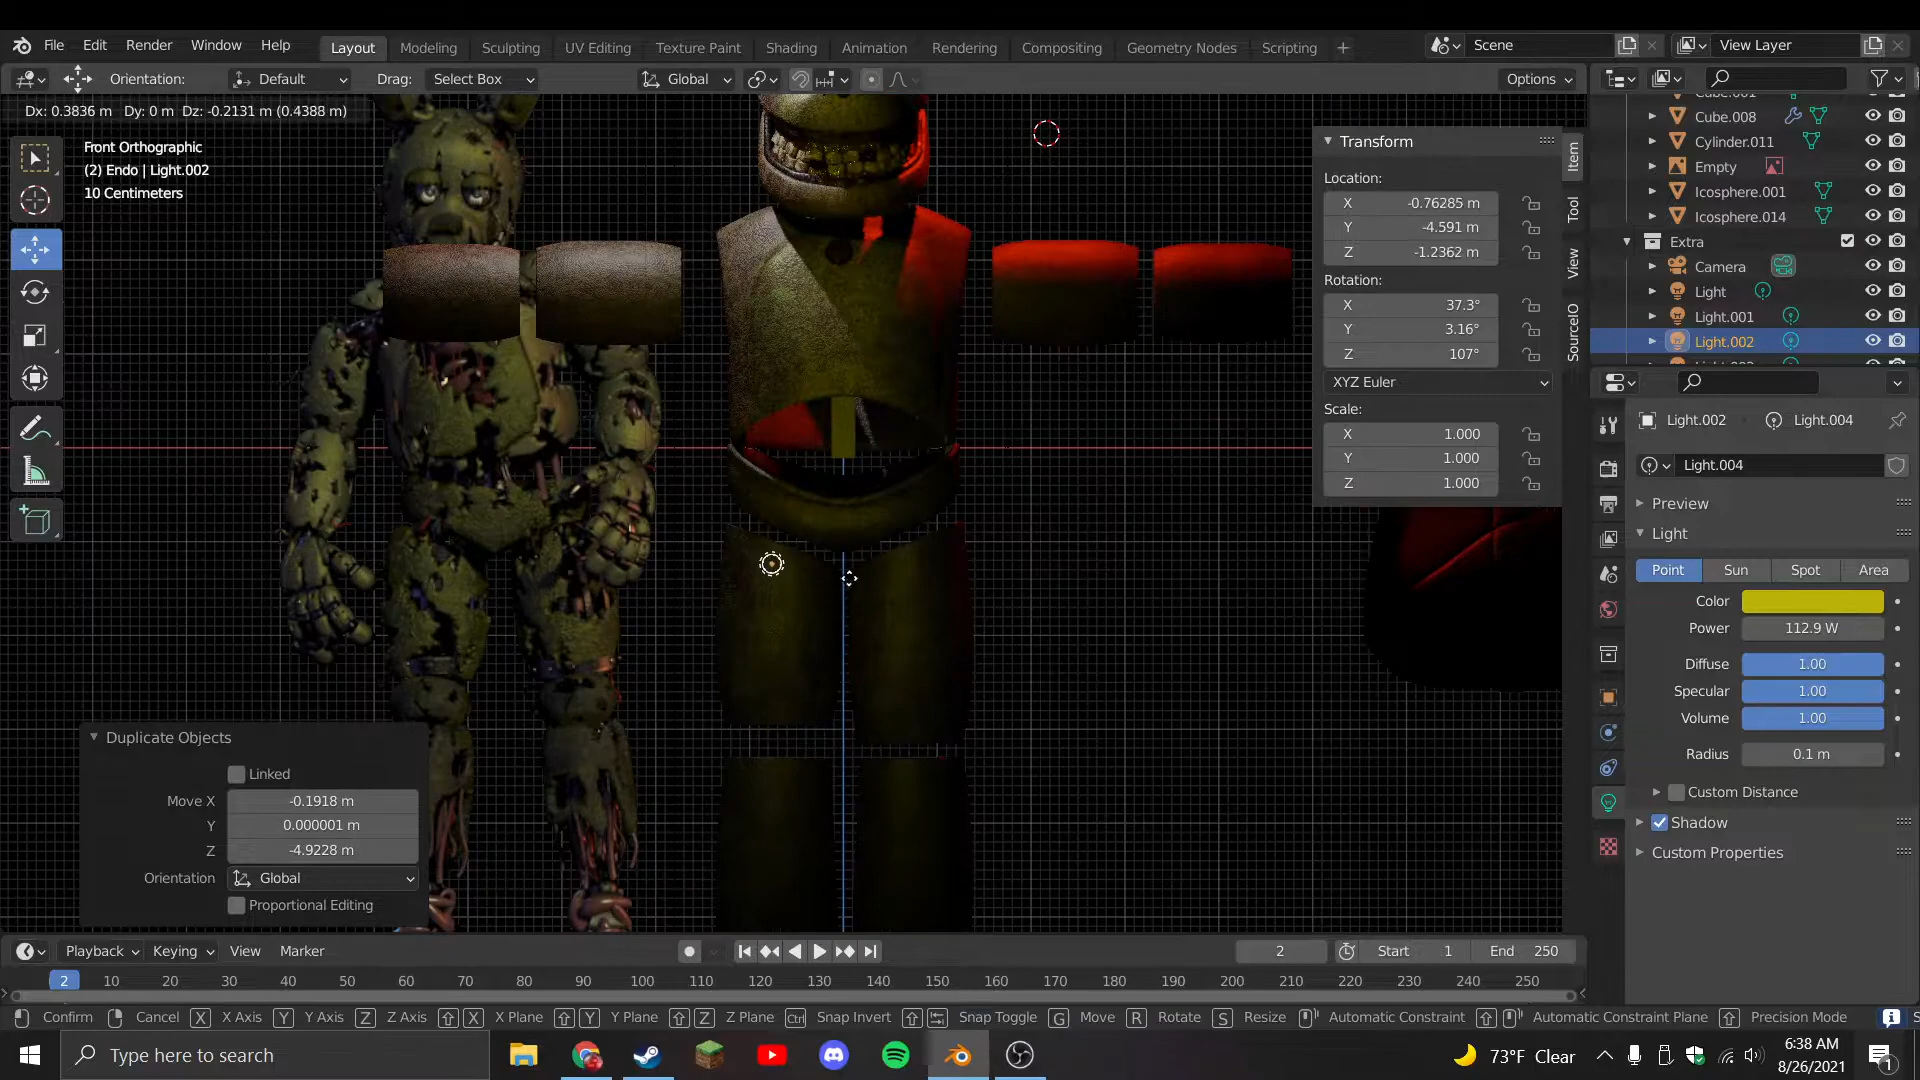 File Edit Render Window Help Layout Modeling Sculpting UV Editing Texture Paint Shading Animation Rendering Compositing Geometry Nodes Scripting + Scene View Layer
Orientation: Default Drag: Select Box Global Options
Dx: 0.3836 m Dy: 0 m Dz: -0.2131 m (0.4388 m)
Front Orthographic
(2) Endo | Light.002
10 Centimeters
Transform
Location:
X -0.76285 m
Y -4.591 m
Z -1.2362 m
Rotation:
X 37.3°
Y 3.16°
Z 107°
XYZ Euler
Scale:
X 1.000
Y 1.000
Z 1.000
Item
Tool
View
SourceIO
Cube.008
Cylinder.011
Empty
Icosphere.001
Icosphere.014
Extra
Camera
Light
Light.001
Light.002
Light.002 Light.004
Light.004
Preview
Light
Point Sun Spot Area
Color
Power 112.9 W
Diffuse 1.00
Specular 1.00
Volume 1.00
Radius 0.1 m
Custom Distance
Shadow
Custom Properties
Duplicate Objects
Linked
Move X -0.1918 m
Y 0.000001 m
Z -4.9228 m
Orientation Global
Proportional Editing
Playback Keying View Marker 2 Start 1 End 250
2 10 20 30 40 50 60 70 80 90 100 110 120 130 140 150 160 170 180 190 200 210 220 230 240 250
Confirm Cancel X X Axis Y Y Axis Z Z Axis X X Plane Y Y Plane Z Z Plane Ctrl Snap Invert Snap Toggle G Move R Rotate S Resize Automatic Constraint Automatic Constraint Plane Precision Mode
Type here to search 73°F Clear 6:38 AM
8/26/2021
1